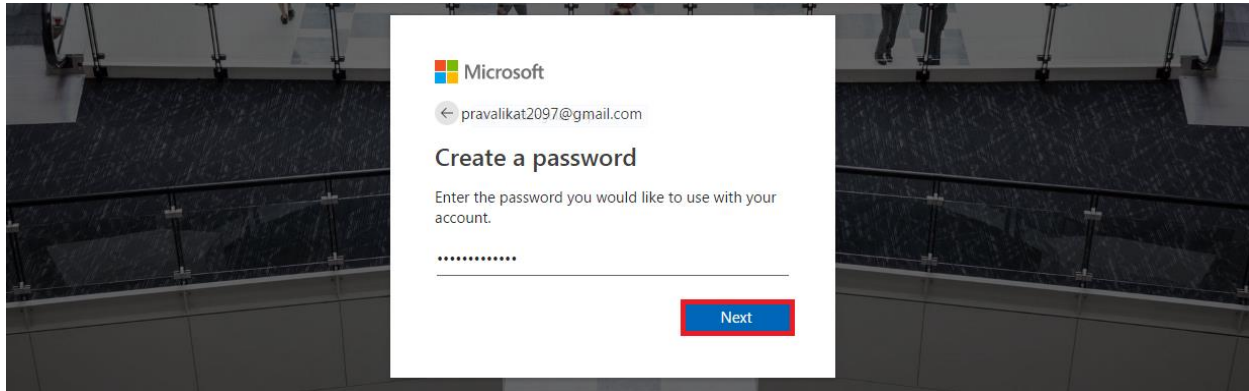 Microsoft
pravalikat2097@gmail.com
Create a password
Enter the password you would like to use with your
account.
•••••••••••••
Next